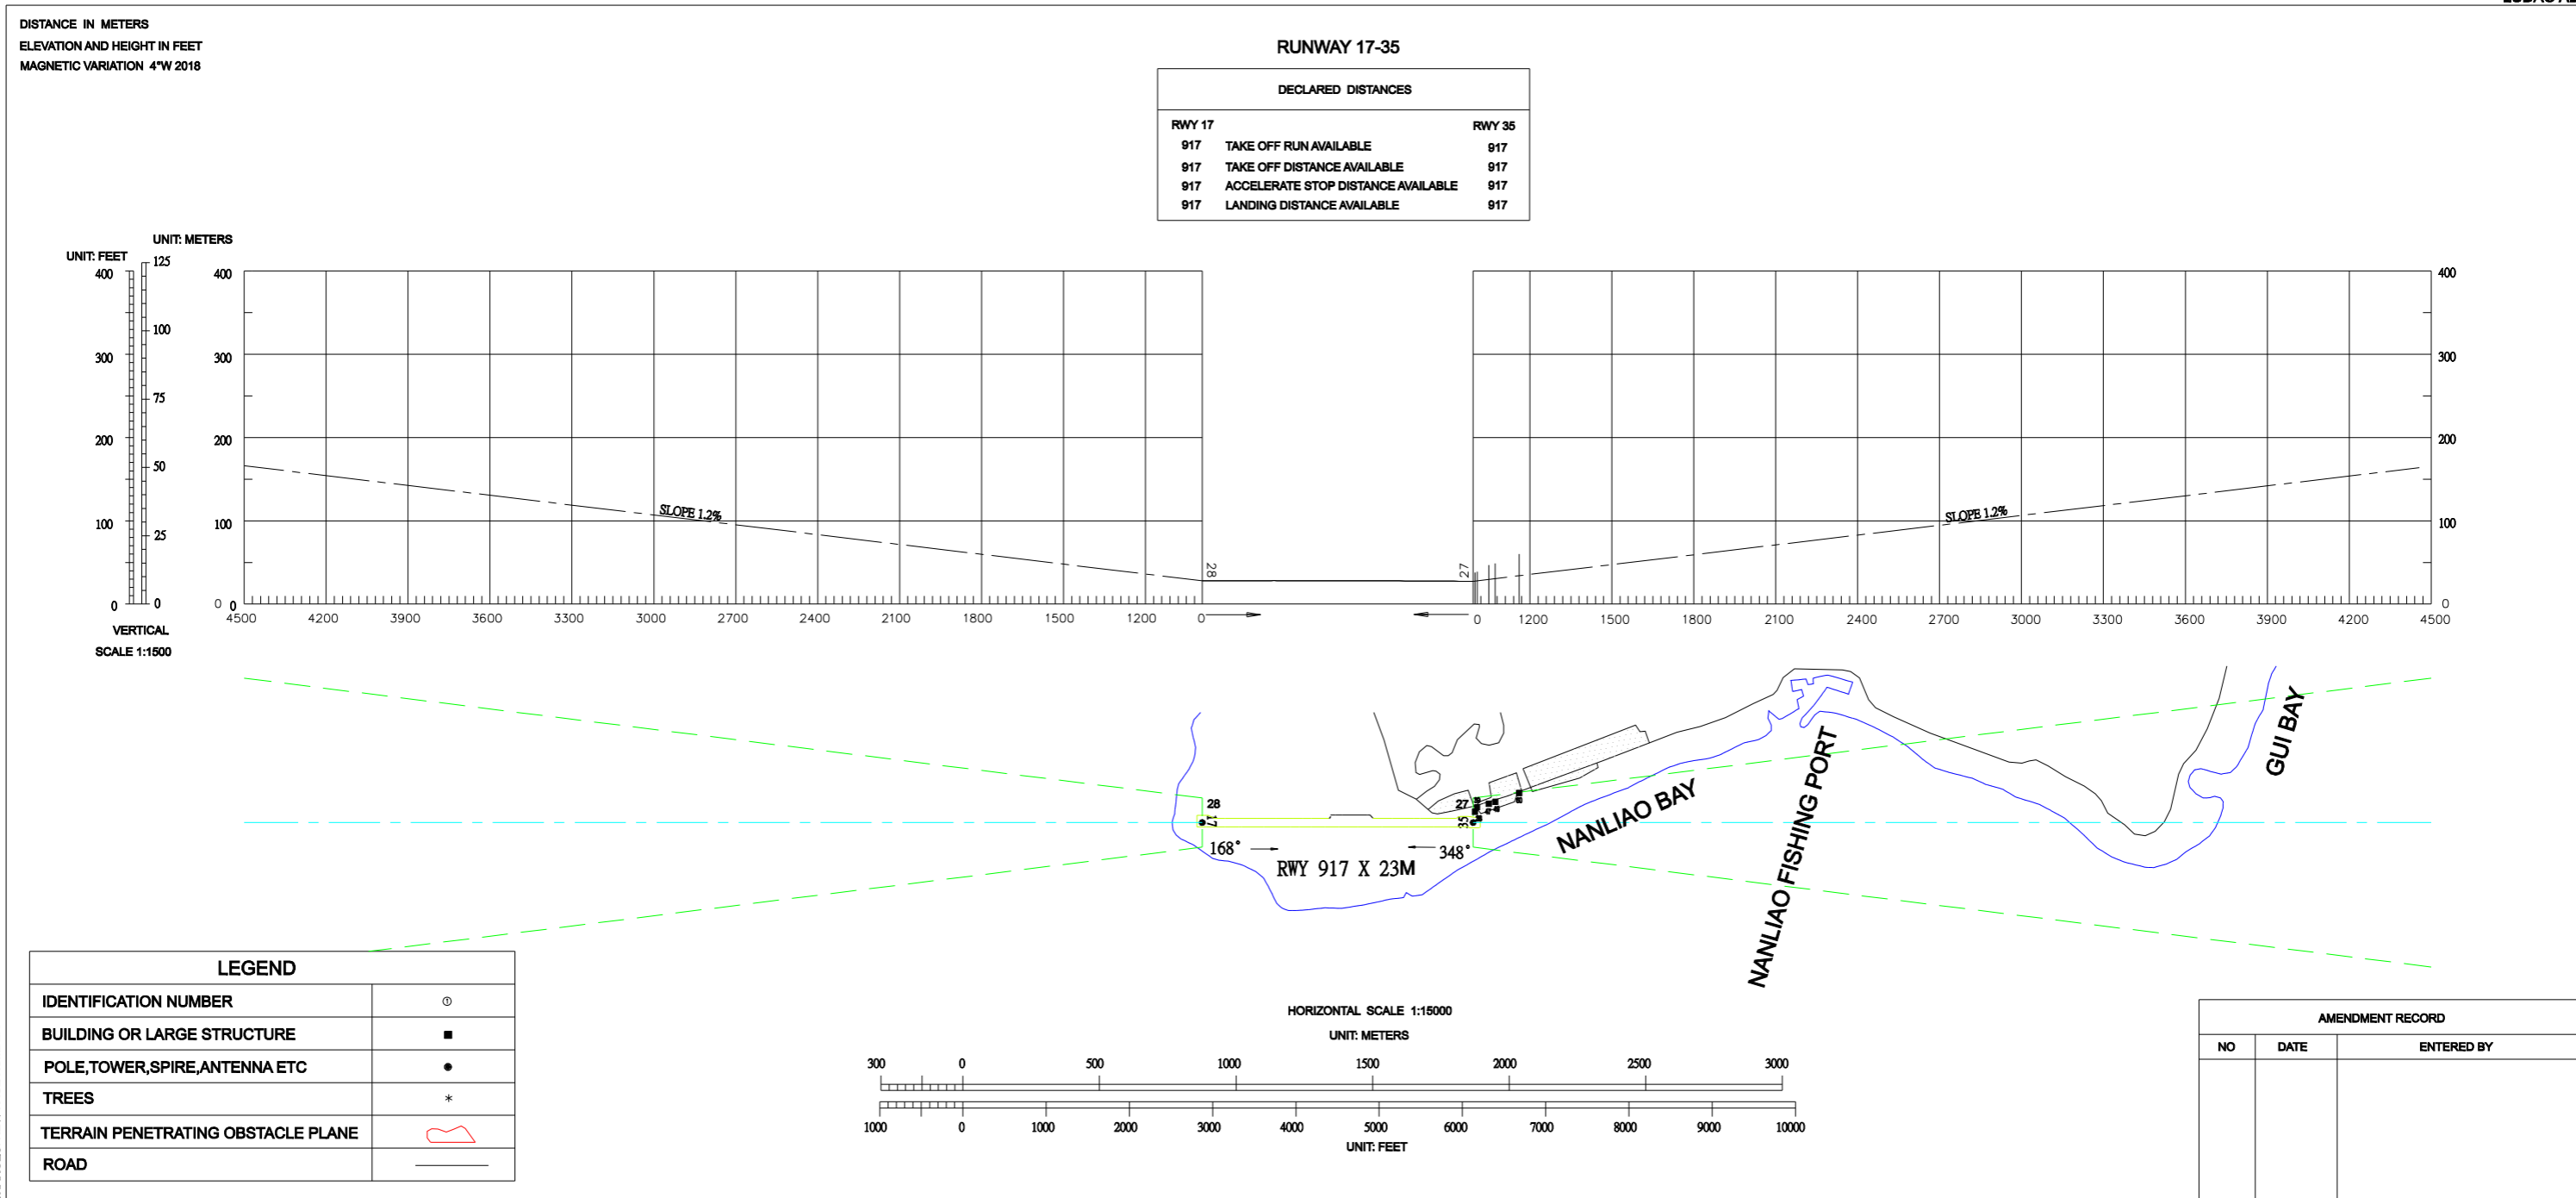 DISTANCE IN METERS
ELEVATION AND HEIGHT IN FEET
MAGNETIC VARIATION 4°W 2018
RUNWAY 17-35
DECLARED DISTANCES
RWY 17 RWY 35
917 TAKE OFF RUN AVAILABLE 917
917 TAKE OFF DISTANCE AVAILABLE 917
917 ACCELERATE STOP DISTANCE AVAILABLE 917
917 LANDING DISTANCE AVAILABLE 917
UNIT: METERS
UNIT: FEET
400 125 400 400
100
300 300 300
75
200 200 200
50
100 100 100
25
0 0 0 0 0
SLOPE 1.2% SLOPE 1.2%
28 27
4500 4200 3900 3600 3300 3000 2700 2400 2100 1800 1500 1200 0 0 1200 1500 1800 2100 2400 2700 3000 3300 3600 3900 4200 4500
VERTICAL
SCALE 1:1500
28 27
17 35
168° 348°
RWY 917 X 23M
NANLIAO BAY
NANLIAO FISHING PORT
GUI BAY
LEGEND
IDENTIFICATION NUMBER 1
BUILDING OR LARGE STRUCTURE
POLE,TOWER,SPIRE,ANTENNA ETC
TREES
TERRAIN PENETRATING OBSTACLE PLANE
ROAD
HORIZONTAL SCALE 1:15000
UNIT: METERS
300 0 500 1000 1500 2000 2500 3000
1000 0 1000 2000 3000 4000 5000 6000 7000 8000 9000 10000
UNIT: FEET
AMENDMENT RECORD
NO DATE ENTERED BY